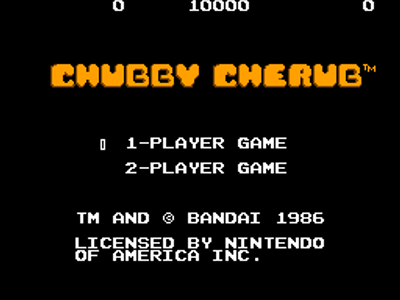 0 10000 0
CHUBBY CHERUB™
1-PLAYER GAME
2-PLAYER GAME
TM AND © BANDAI 1986
LICENSED BY NINTENDO
OF AMERICA INC.